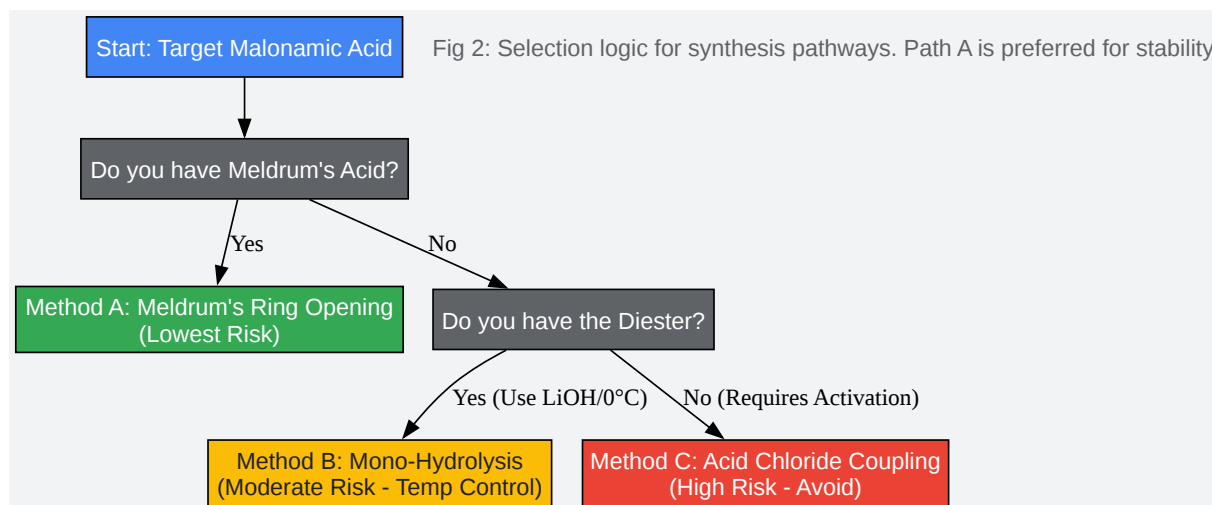 Start: Target Malonamic Acid
Fig 2: Selection logic for synthesis pathways. Path A is preferred for stability
Do you have Meldrum's Acid?
Yes
No
Method A: Meldrum's Ring Opening
(Lowest Risk)
Do you have the Diester?
Yes (Use LiOH/0°C)
No (Requires Activation)
Method B: Mono-Hydrolysis
(Moderate Risk - Temp Control)
Method C: Acid Chloride Coupling
(High Risk - Avoid)